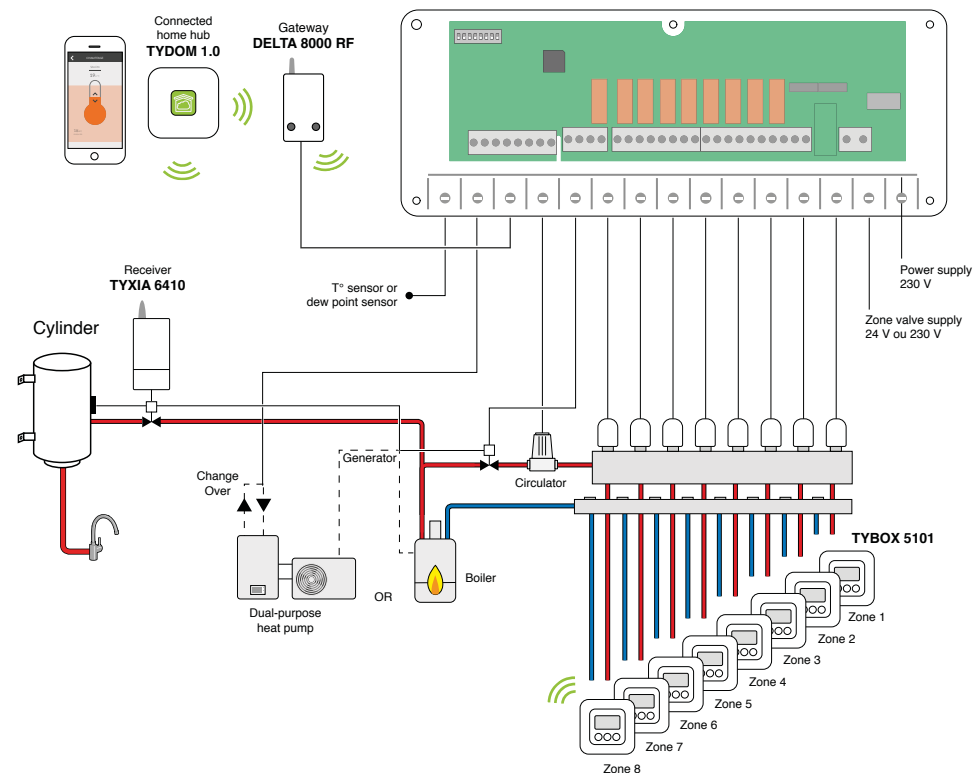 Connected
home hub
TYDOM 1.0
Gateway
DELTA 8000 RF
Receiver
TYXIA 6410
T° sensor or
dew point sensor
Power supply
230 V
Zone valve supply
24 V ou 230 V
Cylinder
Change
Over
Generator
Circulator
Dual-purpose
heat pump
OR
Boiler
TYBOX 5101
Zone 1
Zone 2
Zone 3
Zone 4
Zone 5
Zone 6
Zone 7
Zone 8